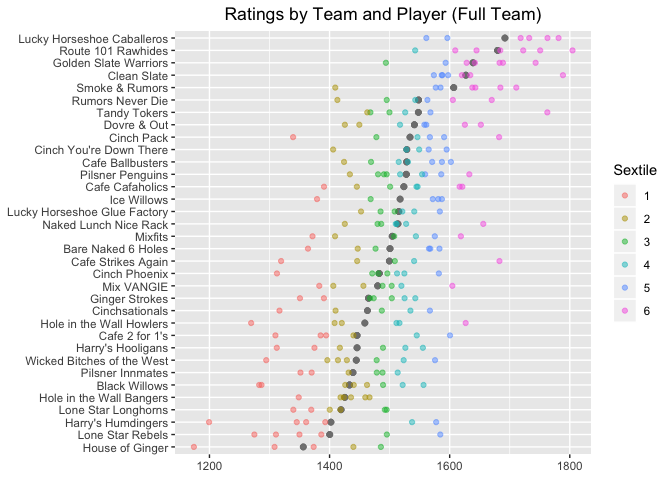 Ratings by Team and Player (Full Team)
Lucky Horseshoe Caballeros
Route 101 Rawhides
Golden Slate Warriors
Clean Slate
Smoke & Rumors
Rumors Never Die
Tandy Tokers
Dovre & Out
Cinch Pack
Cinch You're Down There
Cafe Ballbusters
Pilsner Penguins
Cafe Cafaholics
Ice Willows
Lucky Horseshoe Glue Factory
Naked Lunch Nice Rack
Mixfits
Bare Naked 6 Holes
Cafe Strikes Again
Cinch Phoenix
Mix VANGIE
Ginger Strokes
Cinchsationals
Hole in the Wall Howlers
Cafe 2 for 1's
Harry's Hooligans
Wicked Bitches of the West
Pilsner Innmates
Black Willows
Hole in the Wall Bangers
Lone Star Longhorns
Harry's Humdingers
Lone Star Rebels
House of Ginger
1200 1400 1600 1800
Sextile
1
2
3
4
5
6